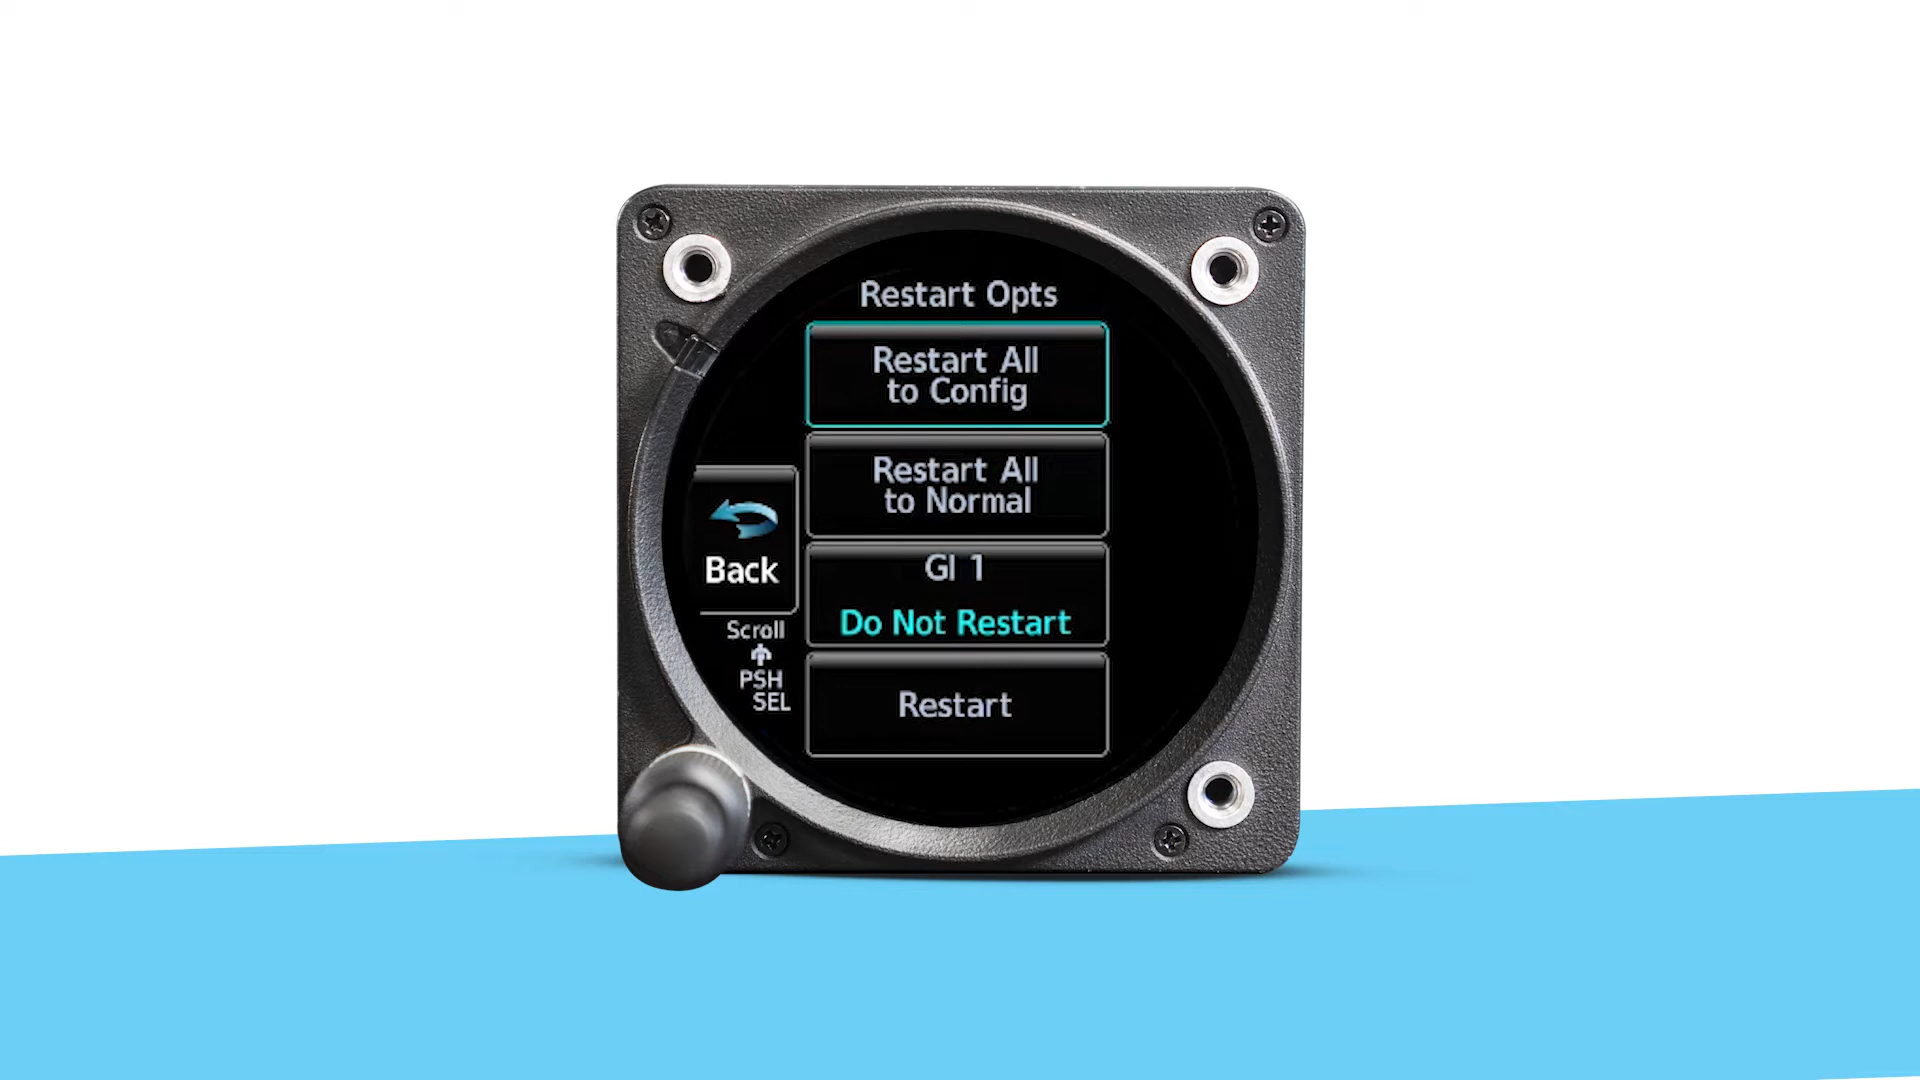 Restart Opts
Restart All
to Config
Restart All
to Normal
GI 1
Do Not Restart
Restart
Back
Scroll
PSH
SEL